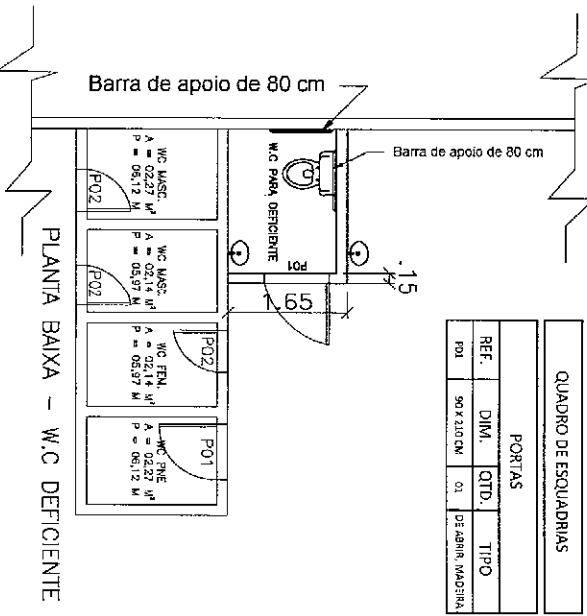 Barra de apoio de 80 cm
Barra de apoio de 80 cm
.15
1.65
W.C PARA DEFICIENTE
P01
WC MASC.
A = 02,27 M²
P = 06,12 M
P02
WC MASC.
A = 02,14 M²
P = 05,97 M
P02
WC FEM.
A = 02,14 M²
P = 05,97 M
P02
WC PNE
A = 02,27 M²
P = 06,12 M
P01
PLANTA BAIXA - W.C DEFICIENTE
QUADRO DE ESQUADRIAS
PORTAS
REF. DIM. QTD. TIPO
P01 90 X 210 CM 01 DE ABRIR, MADEIRA